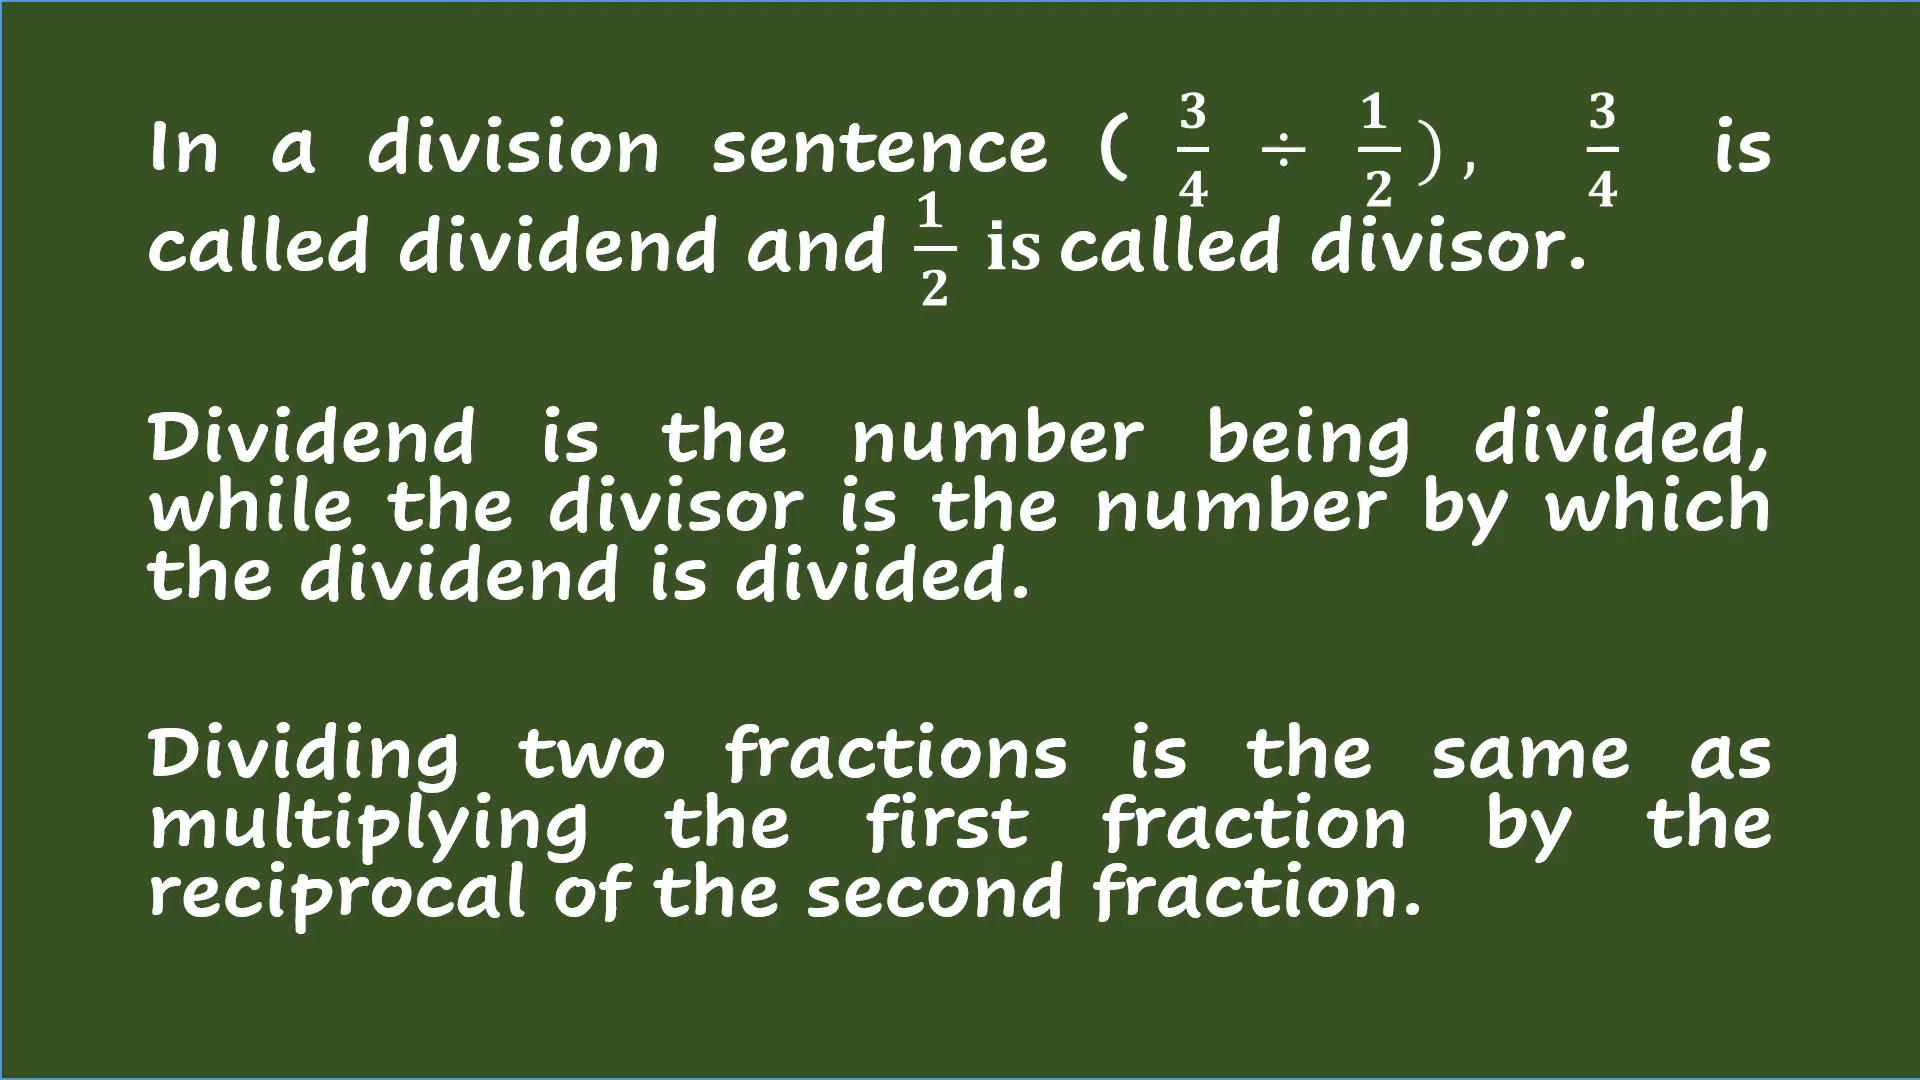 In a division sentence ( 3/4 ÷ 1/2 ) , 3/4 is
called dividend and 1/2 is called divisor.
Dividend is the number being divided,
while the divisor is the number by which
the dividend is divided.
Dividing two fractions is the same as
multiplying the first fraction by the
reciprocal of the second fraction.